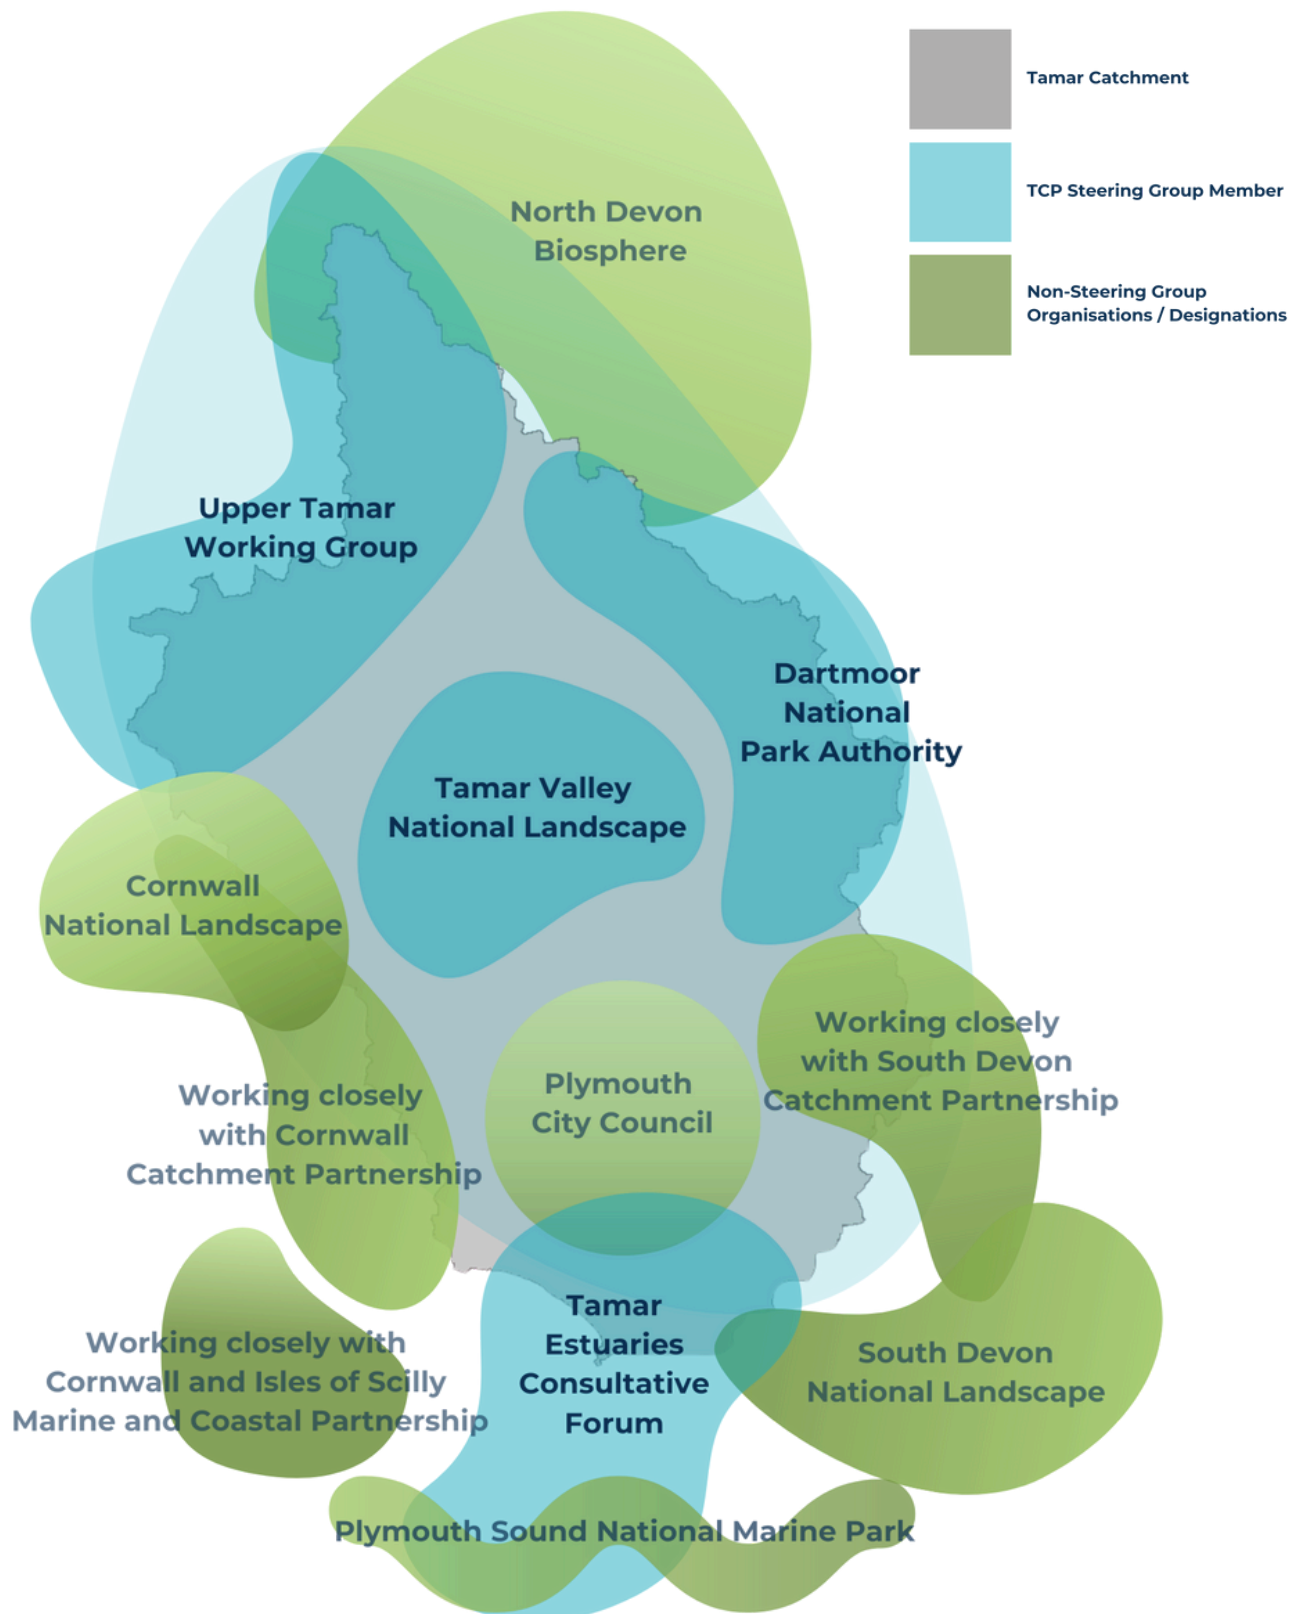 Tamar Catchment
TCP Steering Group Member
Non-Steering Group
Organisations / Designations
North Devon
Biosphere
Upper Tamar
Working Group
Dartmoor
National
Park Authority
Tamar Valley
National Landscape
Cornwall
National Landscape
Working closely
with South Devon
Catchment Partnership
Plymouth
City Council
Working closely
with Cornwall
Catchment Partnership
Tamar
Estuaries
Consultative
Forum
Working closely with
Cornwall and Isles of Scilly
Marine and Coastal Partnership
South Devon
National Landscape
Plymouth Sound National Marine Park